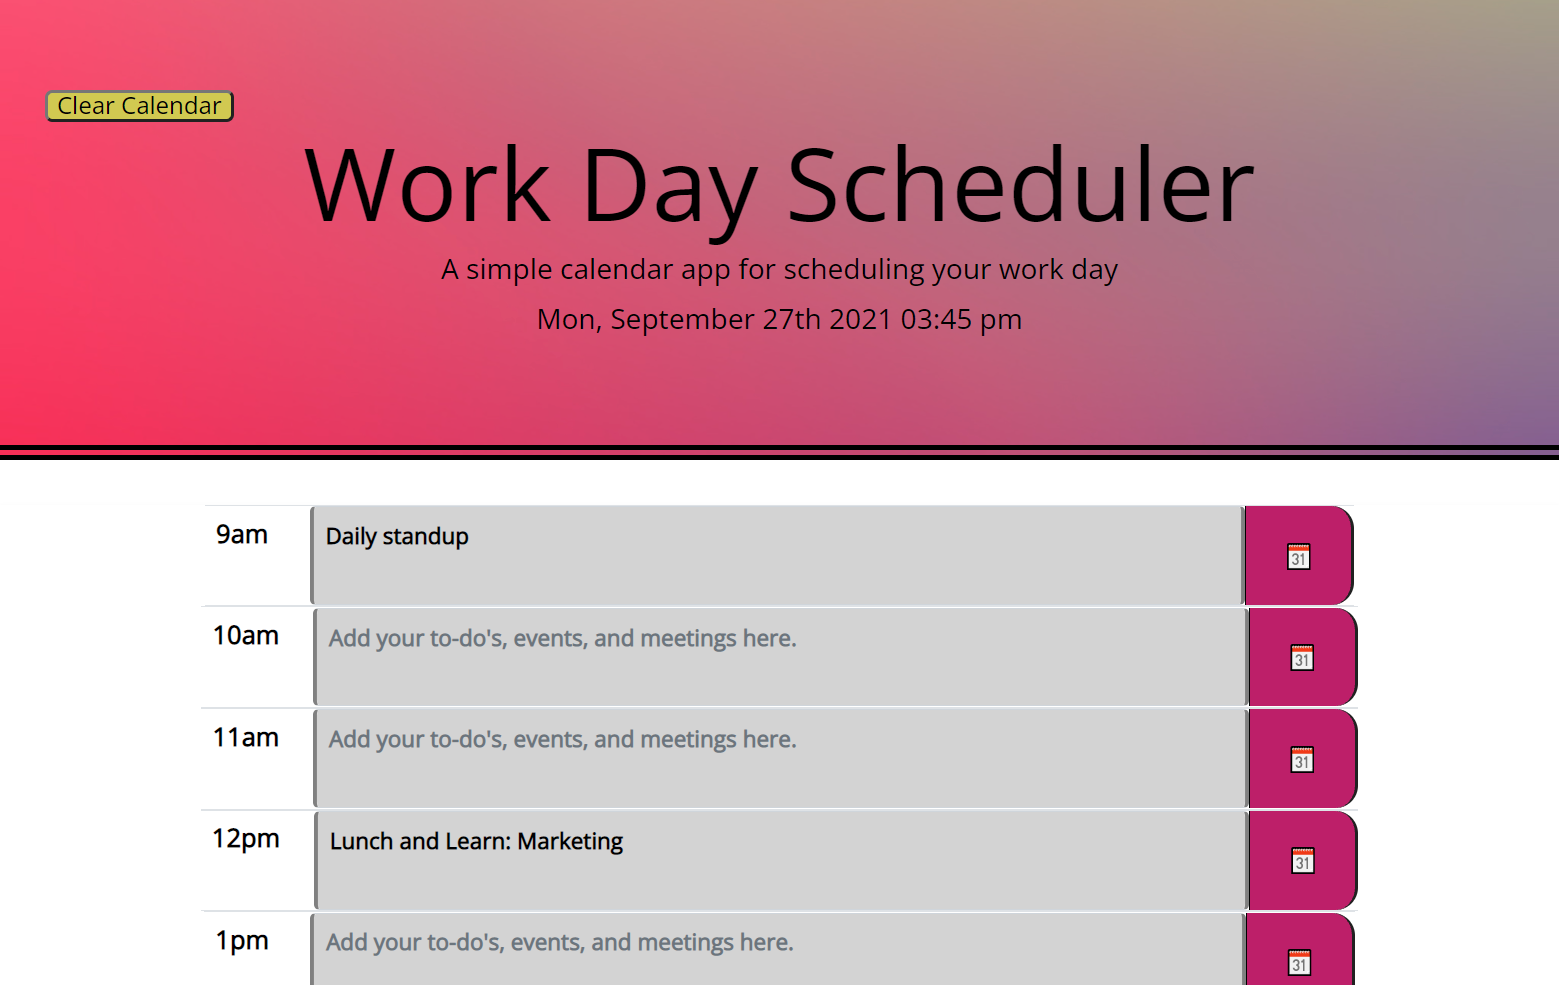 Clear Calendar
Work Day Scheduler
A simple calendar app for scheduling your work day
Mon, September 27th 2021 03:45 pm
9am Daily standup 31
10am Add your to-do's, events, and meetings here. 31
11am Add your to-do's, events, and meetings here. 31
12pm Lunch and Learn: Marketing 31
1pm Add your to-do's, events, and meetings here. 31